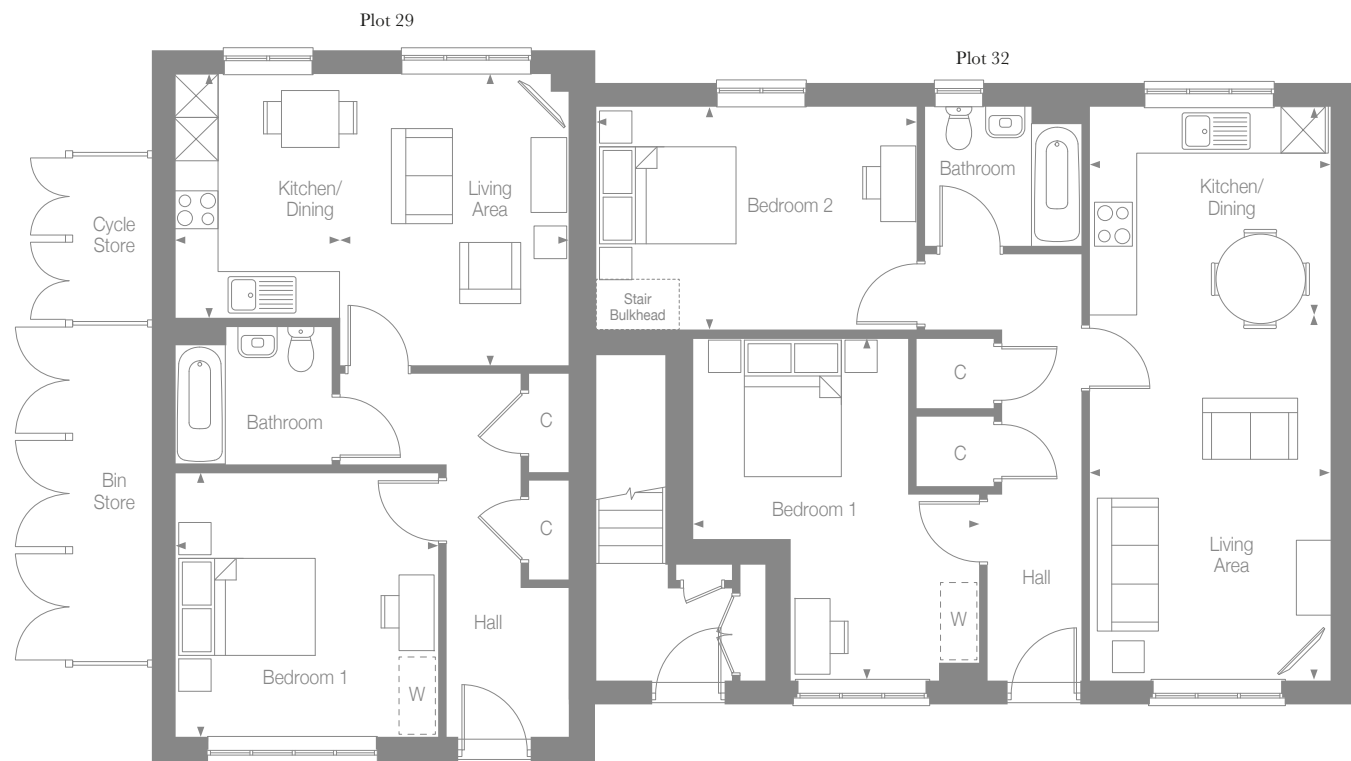 Plot 29
Kitchen/
Dining
Living
Area
Cycle
Store
Bathroom
C
Bin
Store
C
Hall
Bedroom 1
W
Plot 32
Bedroom 2
Bathroom
Kitchen/
Dining
Stair
Bulkhead
C
C
Bedroom 1
Living
Area
Hall
W